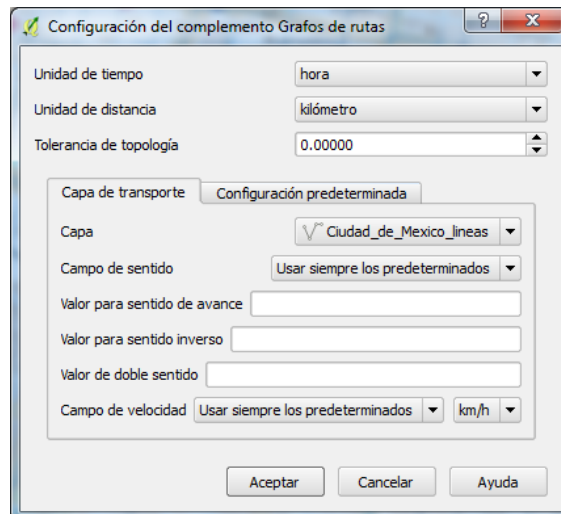 Configuración del complemento Grafos de rutas
Unidad de tiempo hora
Unidad de distancia kilómetro
Tolerancia de topología 0.00000
Capa de transporte Configuración predeterminada
Capa Ciudad_de_Mexico_lineas
Campo de sentido Usar siempre los predeterminados
Valor para sentido de avance
Valor para sentido inverso
Valor de doble sentido
Campo de velocidad Usar siempre los predeterminados km/h
Aceptar Cancelar Ayuda